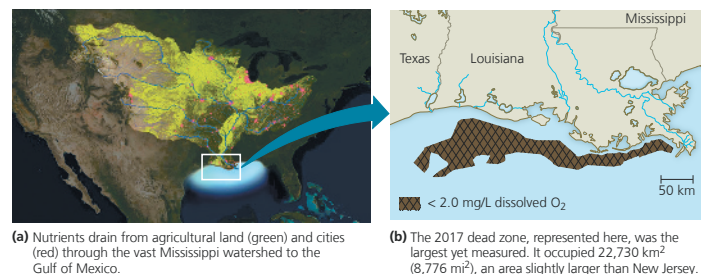 Mississippi
Texas
Louisiana
50 km
< 2.0 mg/L dissolved O₂
(a) Nutrients drain from agricultural land (green) and cities
(red) through the vast Mississippi watershed to the
Gulf of Mexico.
(b) The 2017 dead zone, represented here, was the
largest yet measured. It occupied 22,730 km²
(8,776 mi²), an area slightly larger than New Jersey.